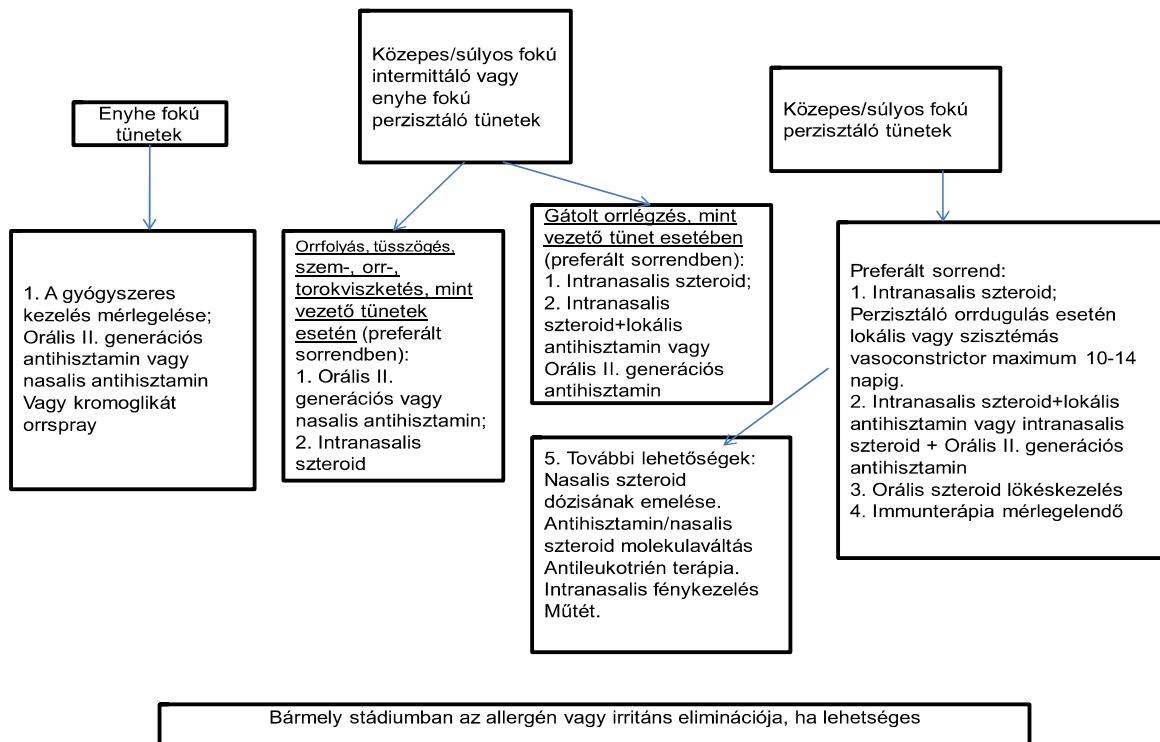 Enyhe fokú
tünetek
Közepes/súlyos fokú
intermittáló vagy
enyhe fokú
perzisztáló tünetek
Közepes/súlyos fokú
perzisztáló tünetek
1. A gyógyszeres
kezelés mérlegelése;
Orális II. generációs
antihisztamin vagy
nasalis antihisztamin
Vagy kromoglikát
orrspray
Orrfolyás, tüsszögés,
szem-, orr-,
torokviszketés, mint
vezető tünetek
esetén (preferált
sorrendben):
1. Orális II.
generációs vagy
nasalis antihisztamin;
2. Intranasalis
szteroid
Gátolt orrlégzés, mint
vezető tünet esetében
(preferált sorrendben):
1. Intranasalis szteroid;
2. Intranasalis
szteroid+lokális
antihisztamin vagy
Orális II. generációs
antihisztamin
Preferált sorrend:
1. Intranasalis szteroid;
Perzisztáló orrdugulás esetén
lokális vagy szisztémás
vasoconstrictor maximum 10-14
napig.
2. Intranasalis szteroid+lokális
antihisztamin vagy intranasalis
szteroid + Orális II. generációs
antihisztamin
3. Orális szteroid lökéskezelés
4. Immunterápia mérlegelendő
5. További lehetőségek:
Nasalis szteroid
dózisának emelése.
Antihisztamin/nasalis
szteroid molekulaváltás
Antileukotrién terápia.
Intranasalis fénykezelés
Műtét.
Bármely stádiumban az allergén vagy irritáns eliminációja, ha lehetséges